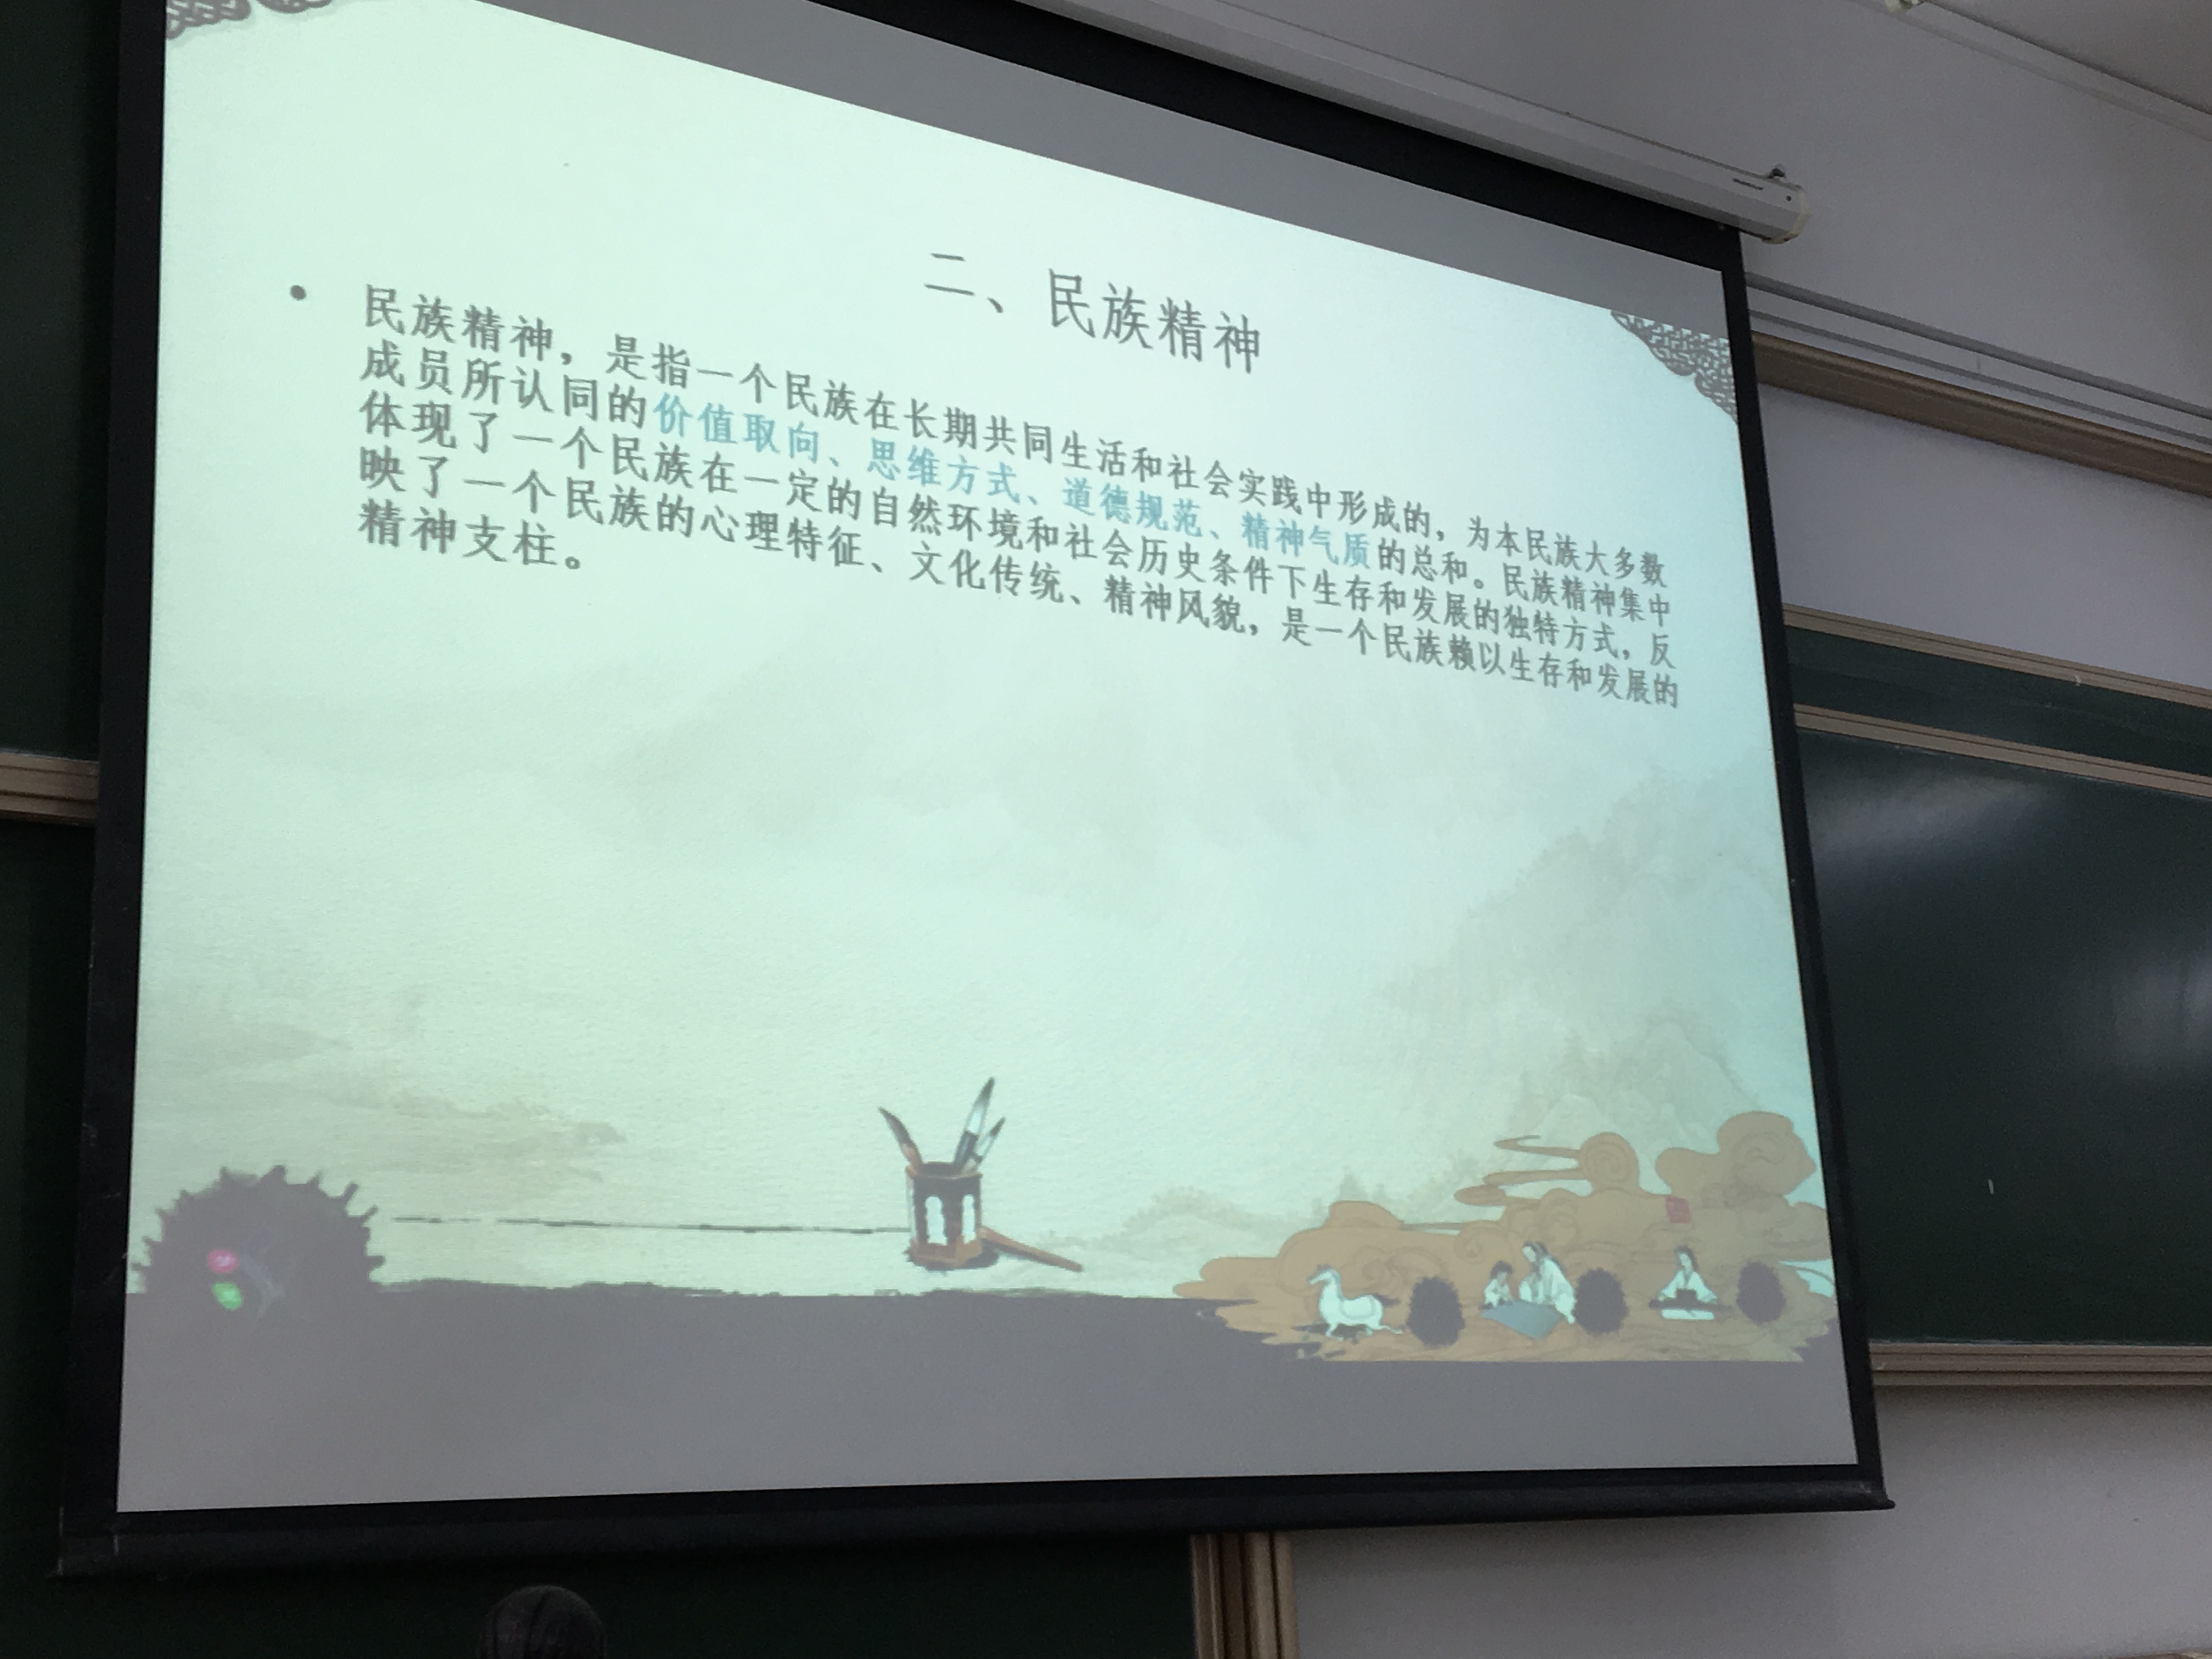 二、民族精神
• 民族精神，是指一个民族在长期共同生活和社会实践中形成的，为本民族大多数
成员所认同的价值取向、思维方式、道德规范、精神气质的总和。民族精神集中
体现了一个民族在一定的自然环境和社会历史条件下生存和发展的独特方式，反
映了一个民族的心理特征、文化传统、精神风貌，是一个民族赖以生存和发展的
精神支柱。